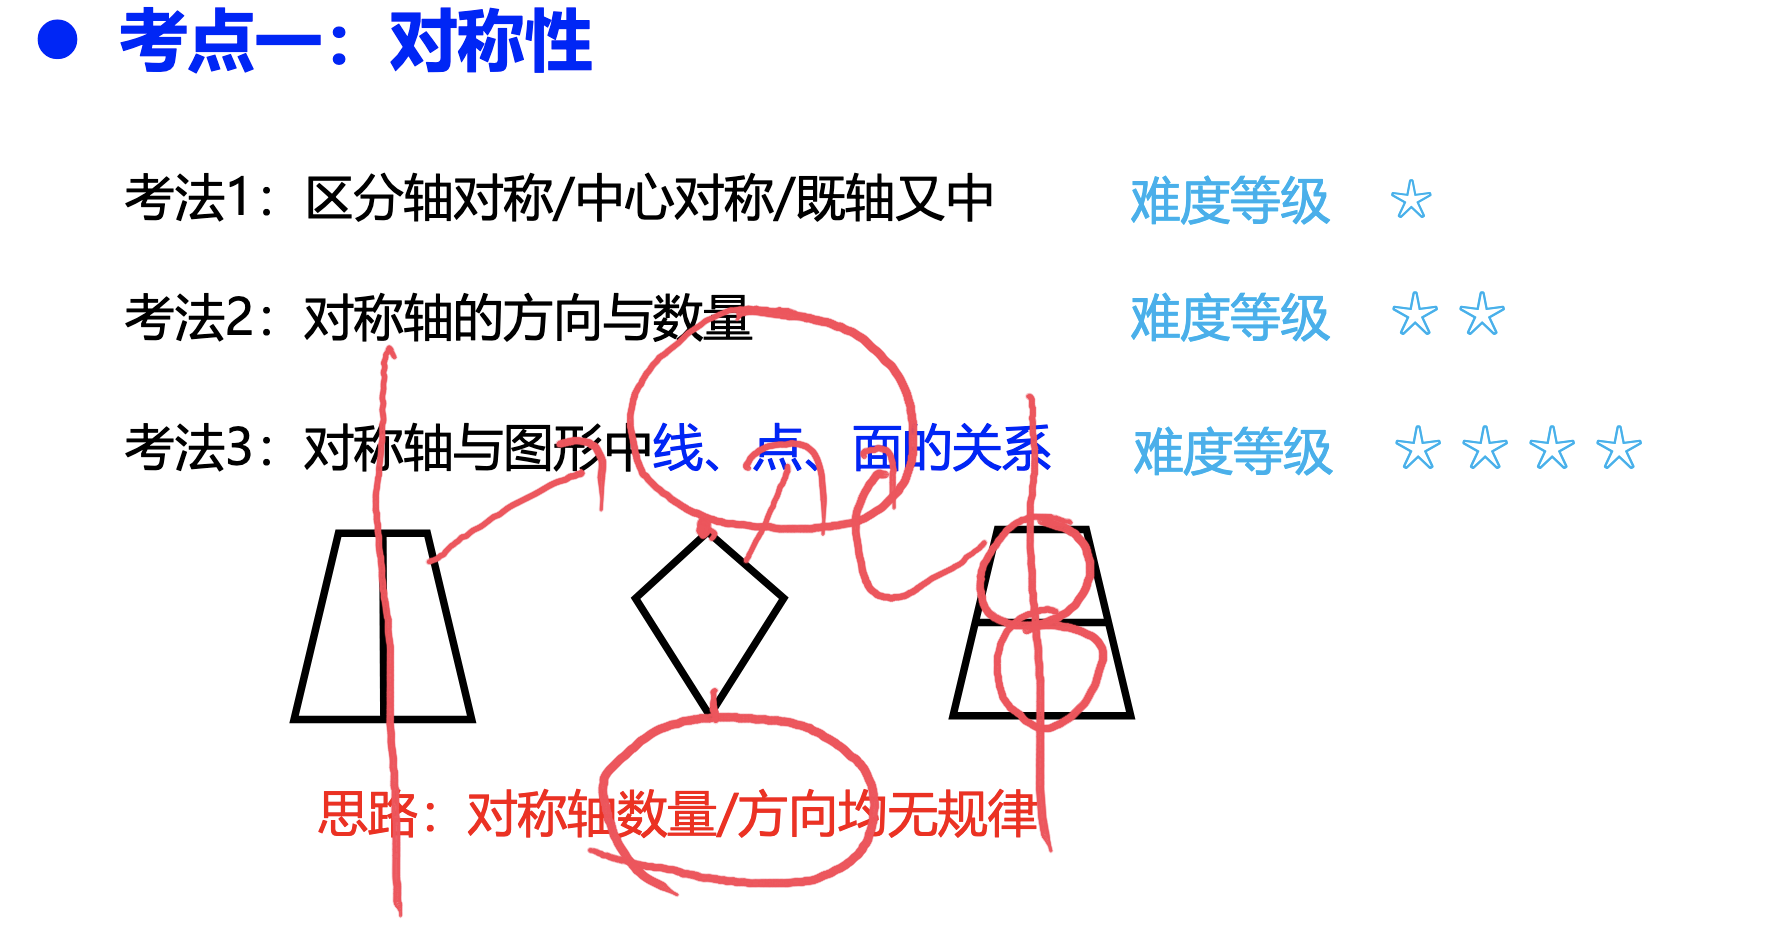 ● 考点一：对称性
考法1：区分轴对称/中心对称/既轴又中 难度等级 ☆
考法2：对称轴的方向与数量 难度等级 ☆☆
考法3：对称轴与图形中线、点、面的关系 难度等级 ☆☆☆☆
思路：对称轴数量/方向均无规律